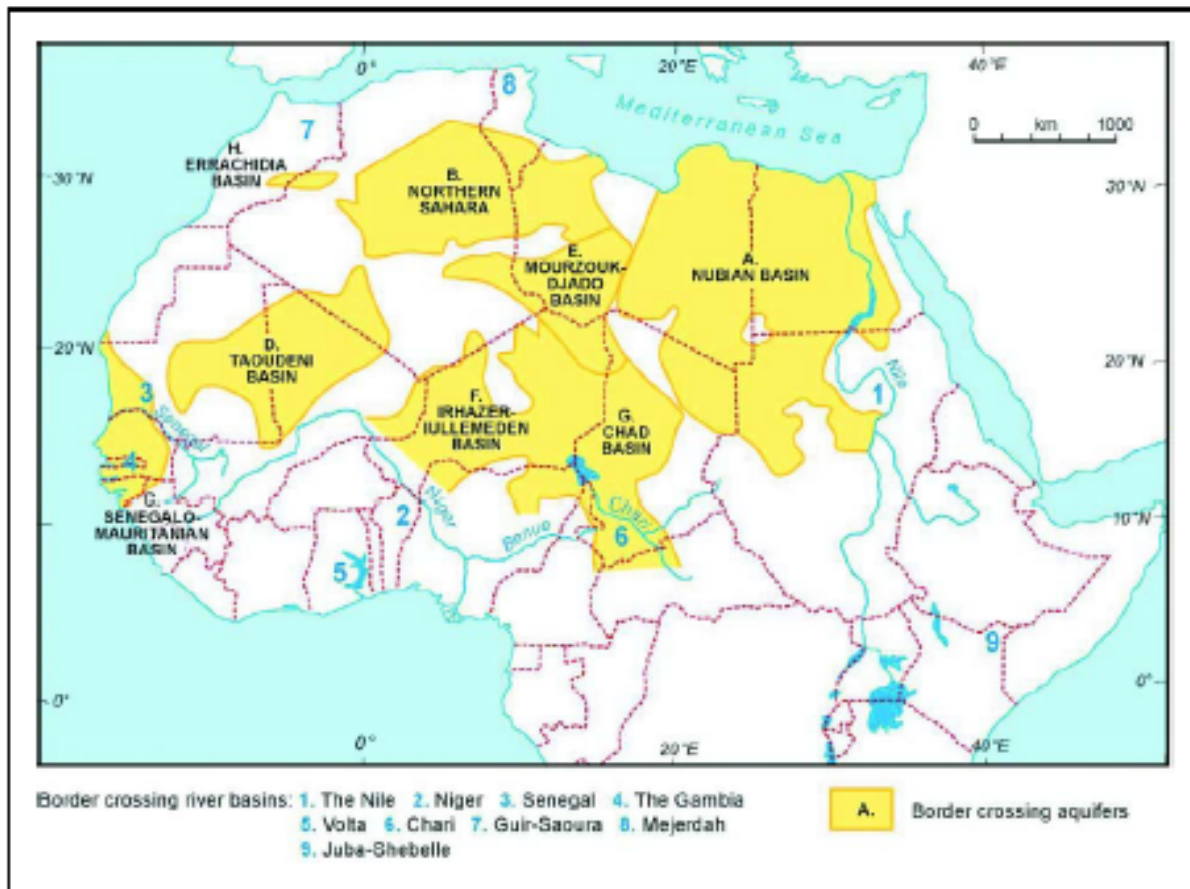 0°
20°E
40°E
8
Mediterranean Sea
0 km 1000
7
H.
ERRACHIDIA
BASIN
30°N
30°N
B.
NORTHERN
SAHARA
E.
MOURZOUK-
DJADO
BASIN
A.
NUBIAN BASIN
20°N
20°N
D.
TAOUDENI
BASIN
3
Senegal
F.
IRHAZER-
IULLEMEDEN
BASIN
G.
CHAD
BASIN
Nile
1
4
C.
SENEGALO-
MAURITANIAN
BASIN
2
Niger
Benue
Chari
6
10°N
5
9
0°
0°
0°
20°E
40°E
Border crossing river basins: 1. The Nile 2. Niger 3. Senegal 4. The Gambia
5. Volta 6. Chari 7. Guir-Saoura 8. Mejerdah
9. Juba-Shebelle
A. Border crossing aquifers